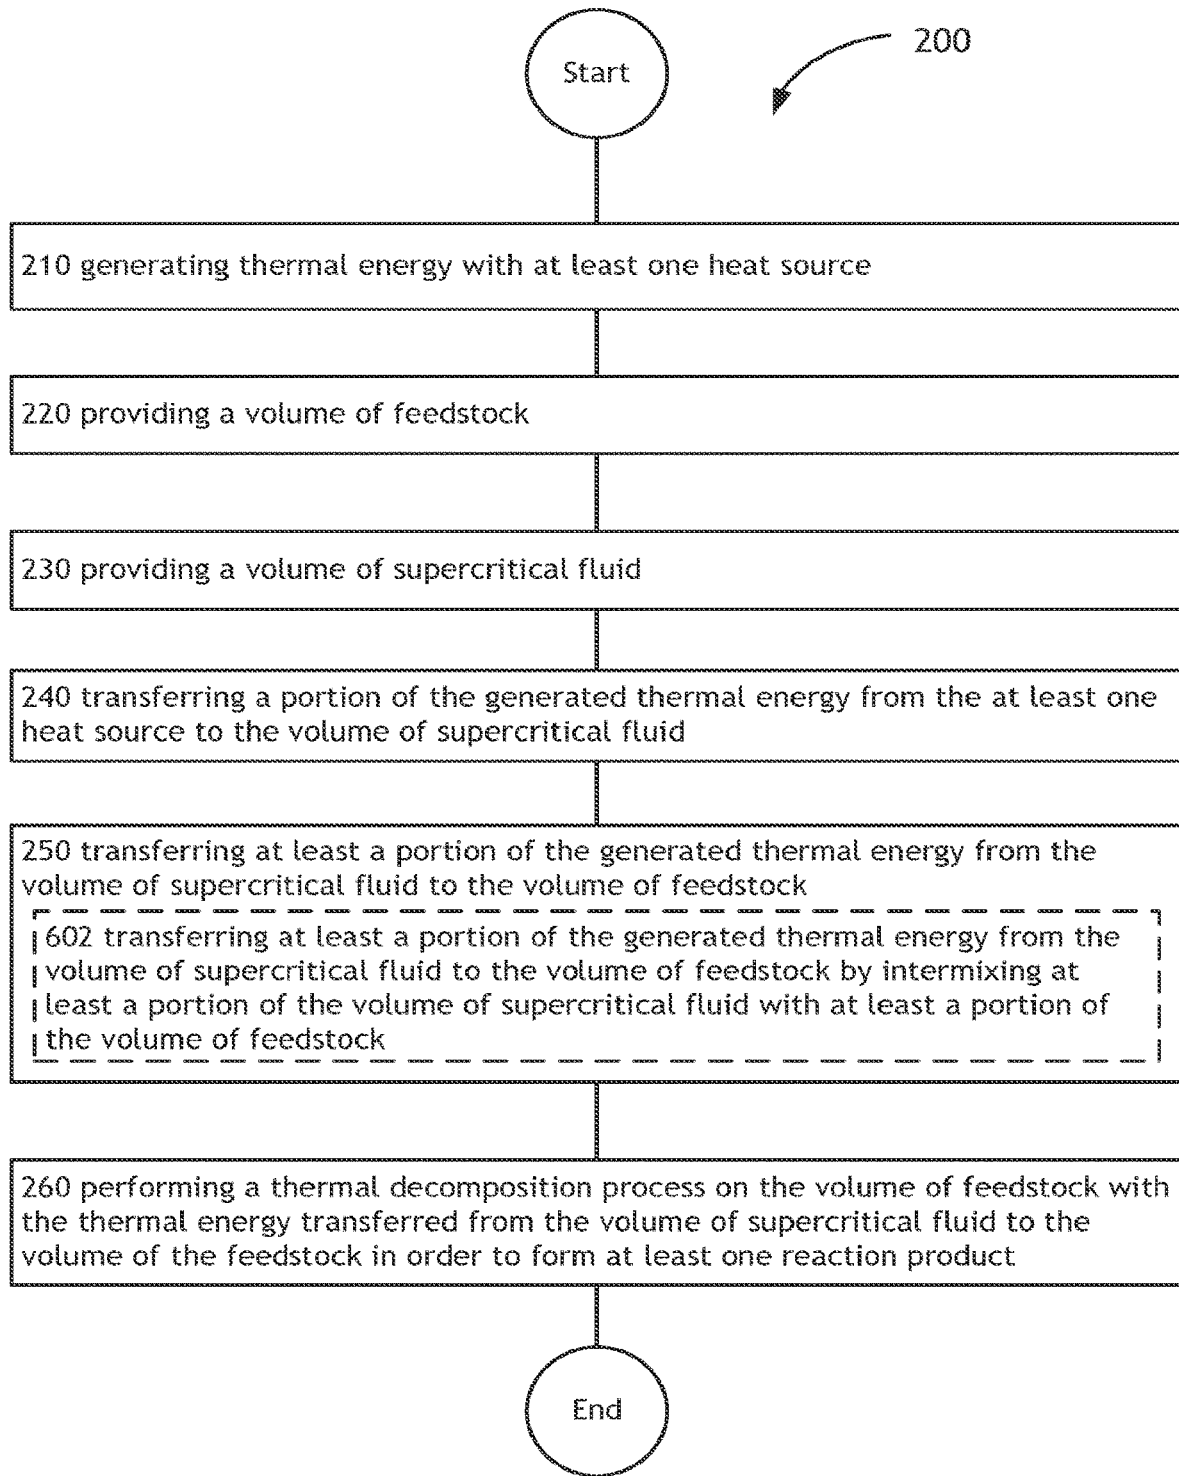 Start
200
210 generating thermal energy with at least one heat source
220 providing a volume of feedstock
230 providing a volume of supercritical fluid
240 transferring a portion of the generated thermal energy from the at least one
heat source to the volume of supercritical fluid
250 transferring at least a portion of the generated thermal energy from the
volume of supercritical fluid to the volume of feedstock
602 transferring at least a portion of the generated thermal energy from the
volume of supercritical fluid to the volume of feedstock by intermixing at
least a portion of the volume of supercritical fluid with at least a portion of
the volume of feedstock
260 performing a thermal decomposition process on the volume of feedstock with
the thermal energy transferred from the volume of supercritical fluid to the
volume of the feedstock in order to form at least one reaction product
End